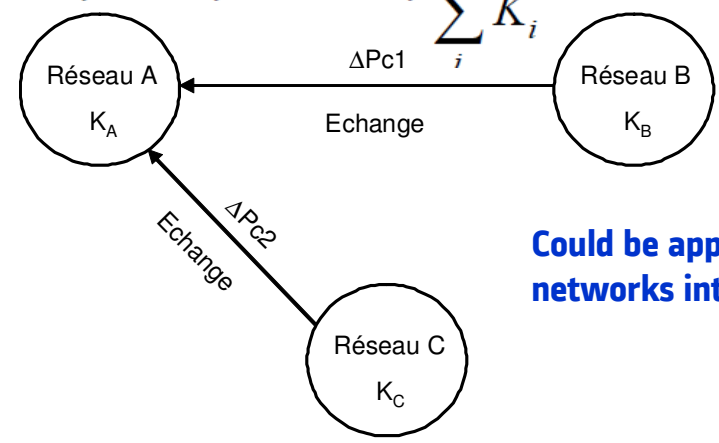 ∑ K_i
i
ΔPc1
Réseau A
K_A
Réseau B
K_B
Echange
ΔPc2
Echange
Could be app
networks int
Réseau C
K_C